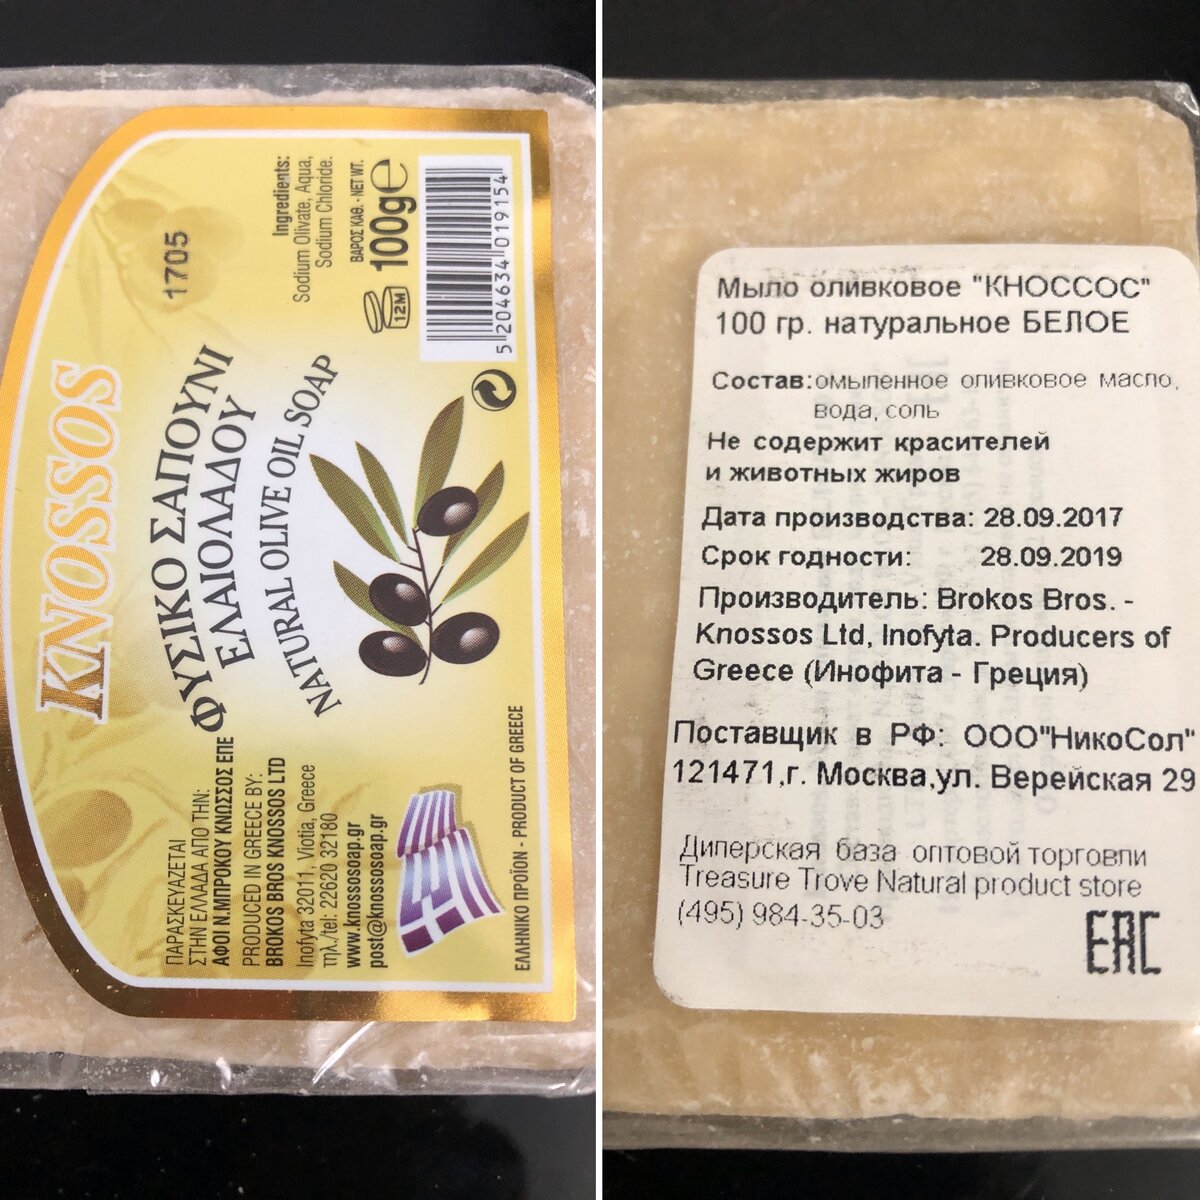 KNOSSOS
ΦΥΣΙΚΟ ΣΑΠΟΥΝΙ
ΕΛΑΙΟΛΑΔΟΥ
NATURAL OLIVE OIL SOAP
1705
Ingredients:
Sodium Olivate, Aqua,
Sodium Chloride.
ΒΑΡΟΣ ΚΑΘ. - NET WT.
100g℮
12M
5 204634 019154
ΠΑΡΑΣΚΕΥΑΖΕΤΑΙ
ΣΤΗΝ ΕΛΛΑΔΑ ΑΠΟ ΤΗΝ:
ΑΦΟΙ Ν.ΜΠΡΟΚΟΥ ΚΝΩΣΣΟΣ ΕΠΕ
PRODUCED IN GREECE BY:
BROKOS BROS KNOSSOS LTD
Inofyta 32011, Viottia, Greece
τηλ./tel: 22620 32180
www.knossosoap.gr
post@knossosoap.gr
ΕΛΛΗΝΙΚΟ ΠΡΟΪΟΝ - PRODUCT OF GREECE
Мыло оливковое "КНОССОС"
100 гр. натуральное БЕЛОЕ
Состав:омыленное оливковое масло,
вода, соль
Не содержит красителей
и животных жиров
Дата производства: 28.09.2017
Срок годности: 28.09.2019
Производитель: Brokos Bros. -
Knossos Ltd, Inofyta. Producers of
Greece (Инофита - Греция)
Поставщик в РФ: ООО"НикоСол"
121471,г. Москва,ул. Верейская 29
Дилерская база оптовой торговли
Treasure Trove Natural product store
(495) 984-35-03
EAC